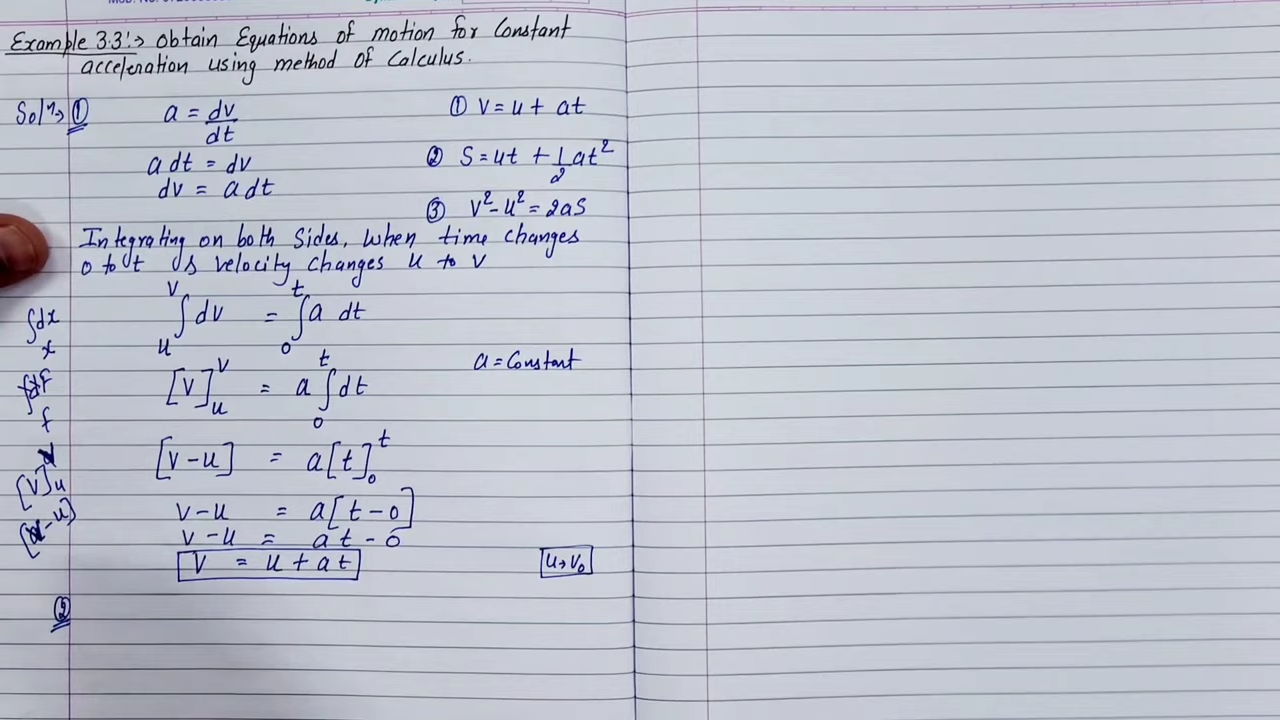 Example 3.3:→ Obtain Equations of motion for Constant
acceleration using method of Calculus.
Solⁿ→ ① a = dv/dt
① V = u + at
a dt = dv
② S = ut + 1/2 at²
dv = a dt
③ V² - u² = 2aS
Integrating on both Sides, when time changes
0 to t & velocity changes u to v
∫ᵤⱽ dv = ∫₀ᵗ a dt
∫dx
x
a = Constant
[V]ᵤⱽ = a ∫₀ᵗ dt
f
[V - u] = a[t]₀ᵗ
[V]u
v - u = a[t - 0]
v - u = at - 0
V = u + at
u→V₀
②